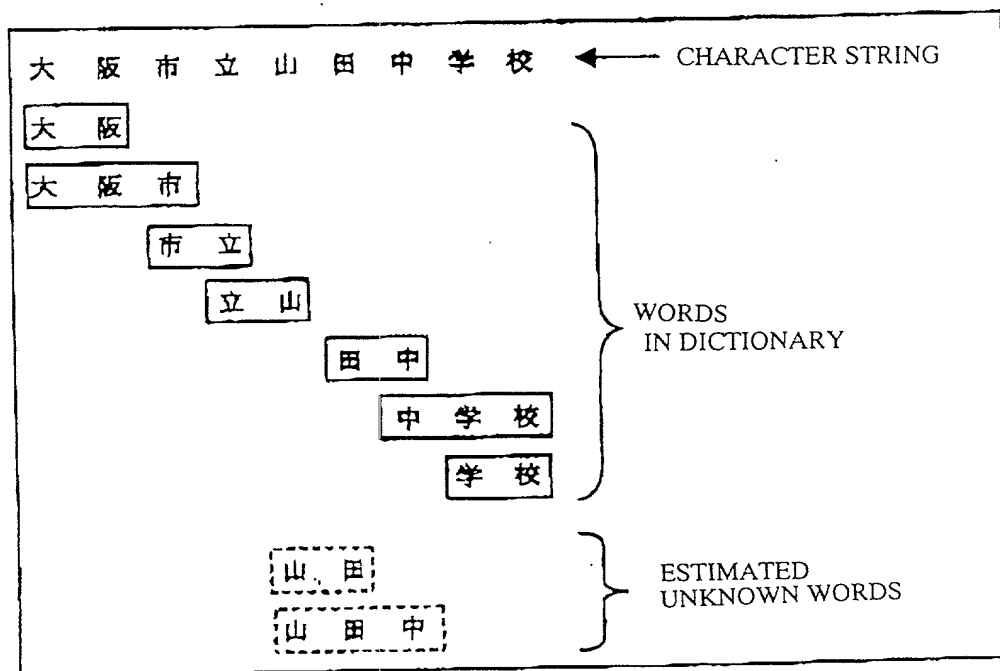 大阪市立山田中学校 CHARACTER STRING
大阪
大阪市
市立
立山
田中
中学校
学校
WORDS
IN DICTIONARY
山田
山田中
ESTIMATED
UNKNOWN WORDS